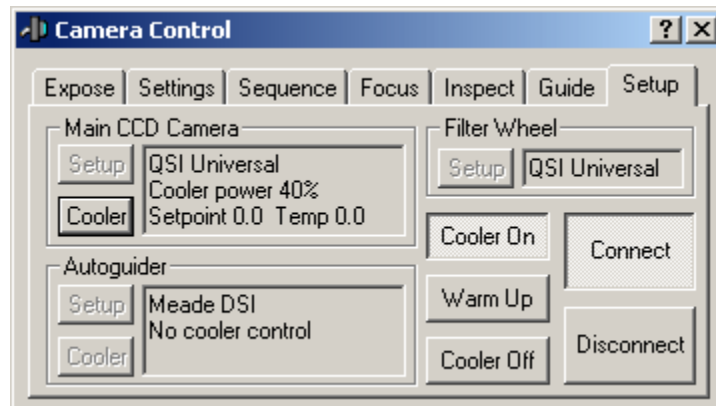 Camera Control
Expose Settings Sequence Focus Inspect Guide Setup
Main CCD Camera
Setup
QSI Universal
Cooler power 40%
Cooler
Setpoint 0.0 Temp 0.0
Filter Wheel
Setup
QSI Universal
Autoguider
Setup
Meade DSI
No cooler control
Cooler
Cooler On
Connect
Warm Up
Cooler Off
Disconnect